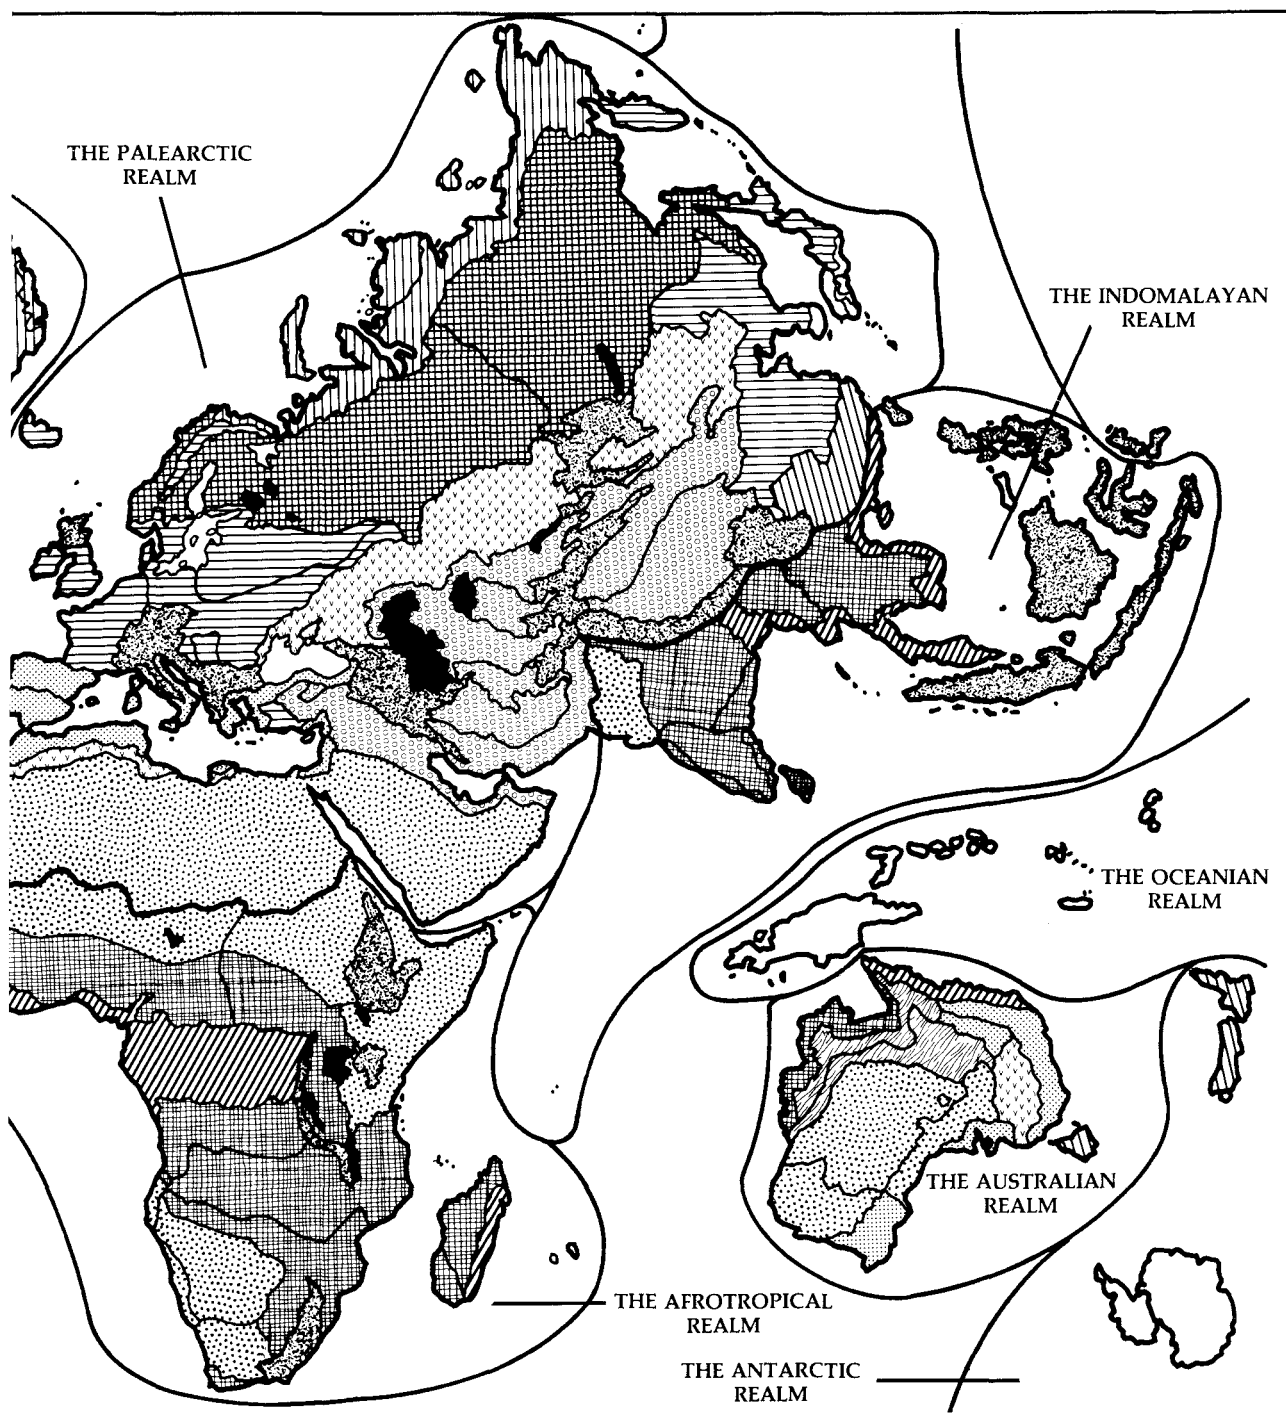 THE PALEARCTIC
REALM
THE INDOMALAYAN
REALM
THE OCEANIAN
REALM
THE AUSTRALIAN
REALM
THE AFROTROPICAL
REALM
THE ANTARCTIC
REALM